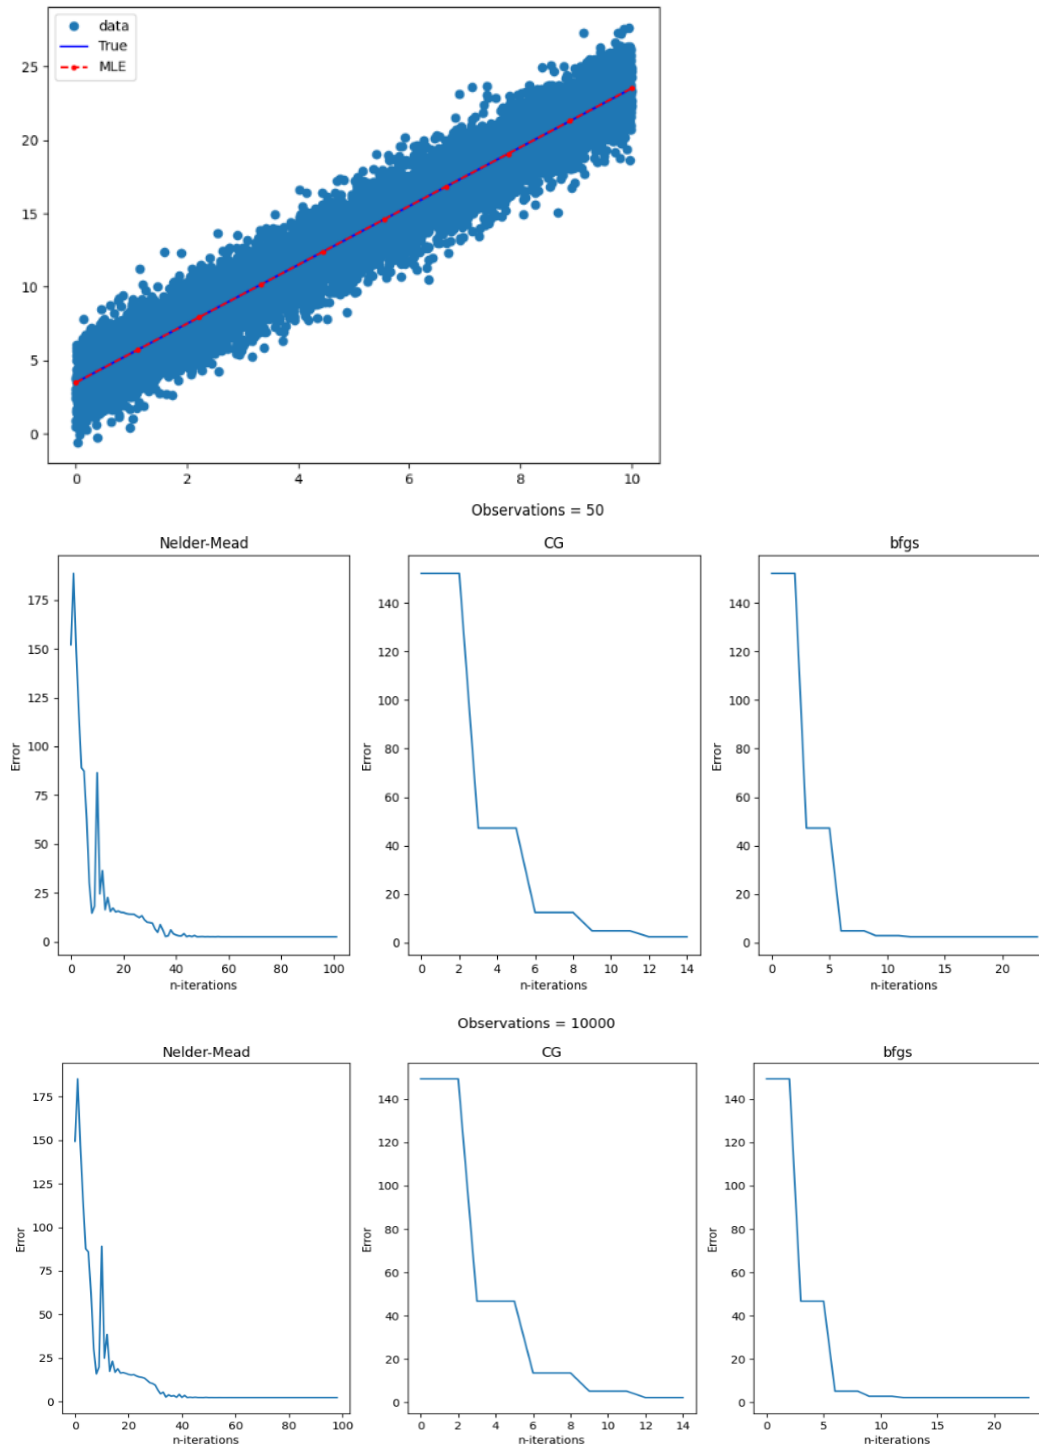 data
True
MLE
25
20
15
10
5
0
0 2 4 6 8 10
Observations = 50
Nelder-Mead
175
150
125
100
75
50
25
0
Error
0 20 40 60 80 100
n-iterations
CG
140
120
100
80
60
40
20
0
Error
0 2 4 6 8 10 12 14
n-iterations
bfgs
140
120
100
80
60
40
20
0
Error
0 5 10 15 20
n-iterations
Observations = 10000
Nelder-Mead
175
150
125
100
75
50
25
0
Error
0 20 40 60 80 100
n-iterations
CG
140
120
100
80
60
40
20
0
Error
0 2 4 6 8 10 12 14
n-iterations
bfgs
140
120
100
80
60
40
20
0
Error
0 5 10 15 20
n-iterations